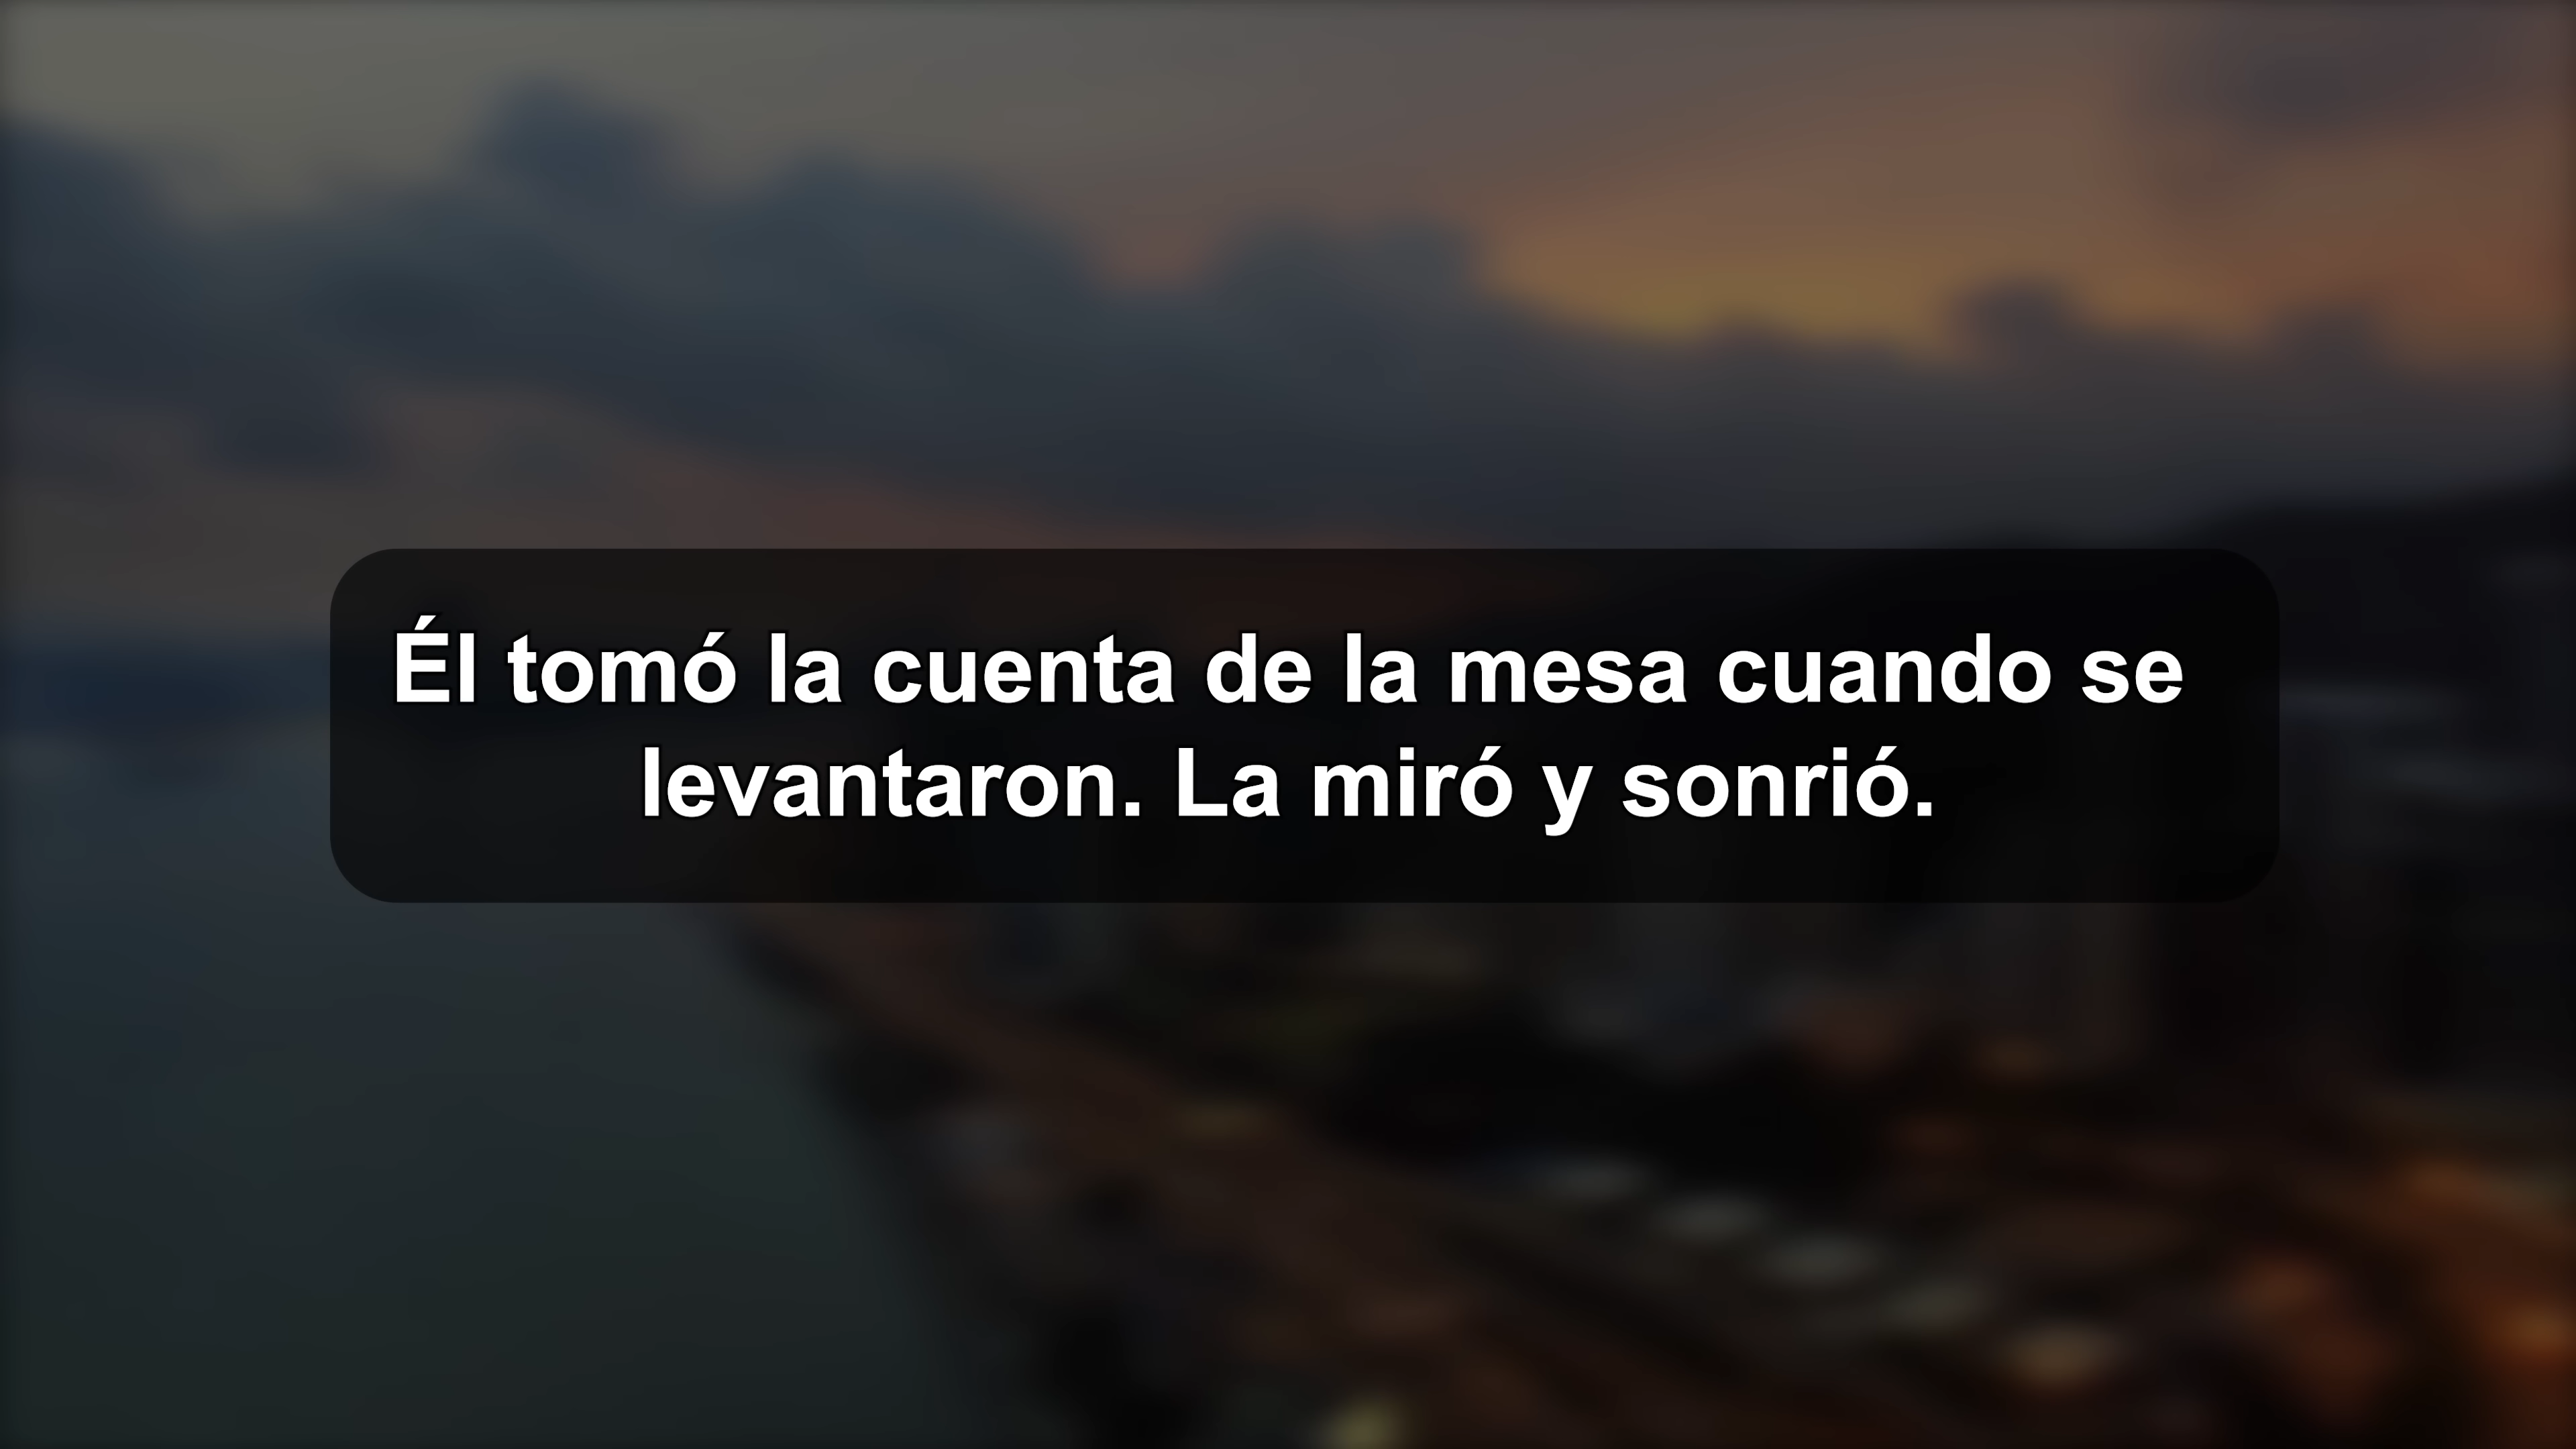 Él tomó la cuenta de la mesa cuando se
levantaron. La miró y sonrió.